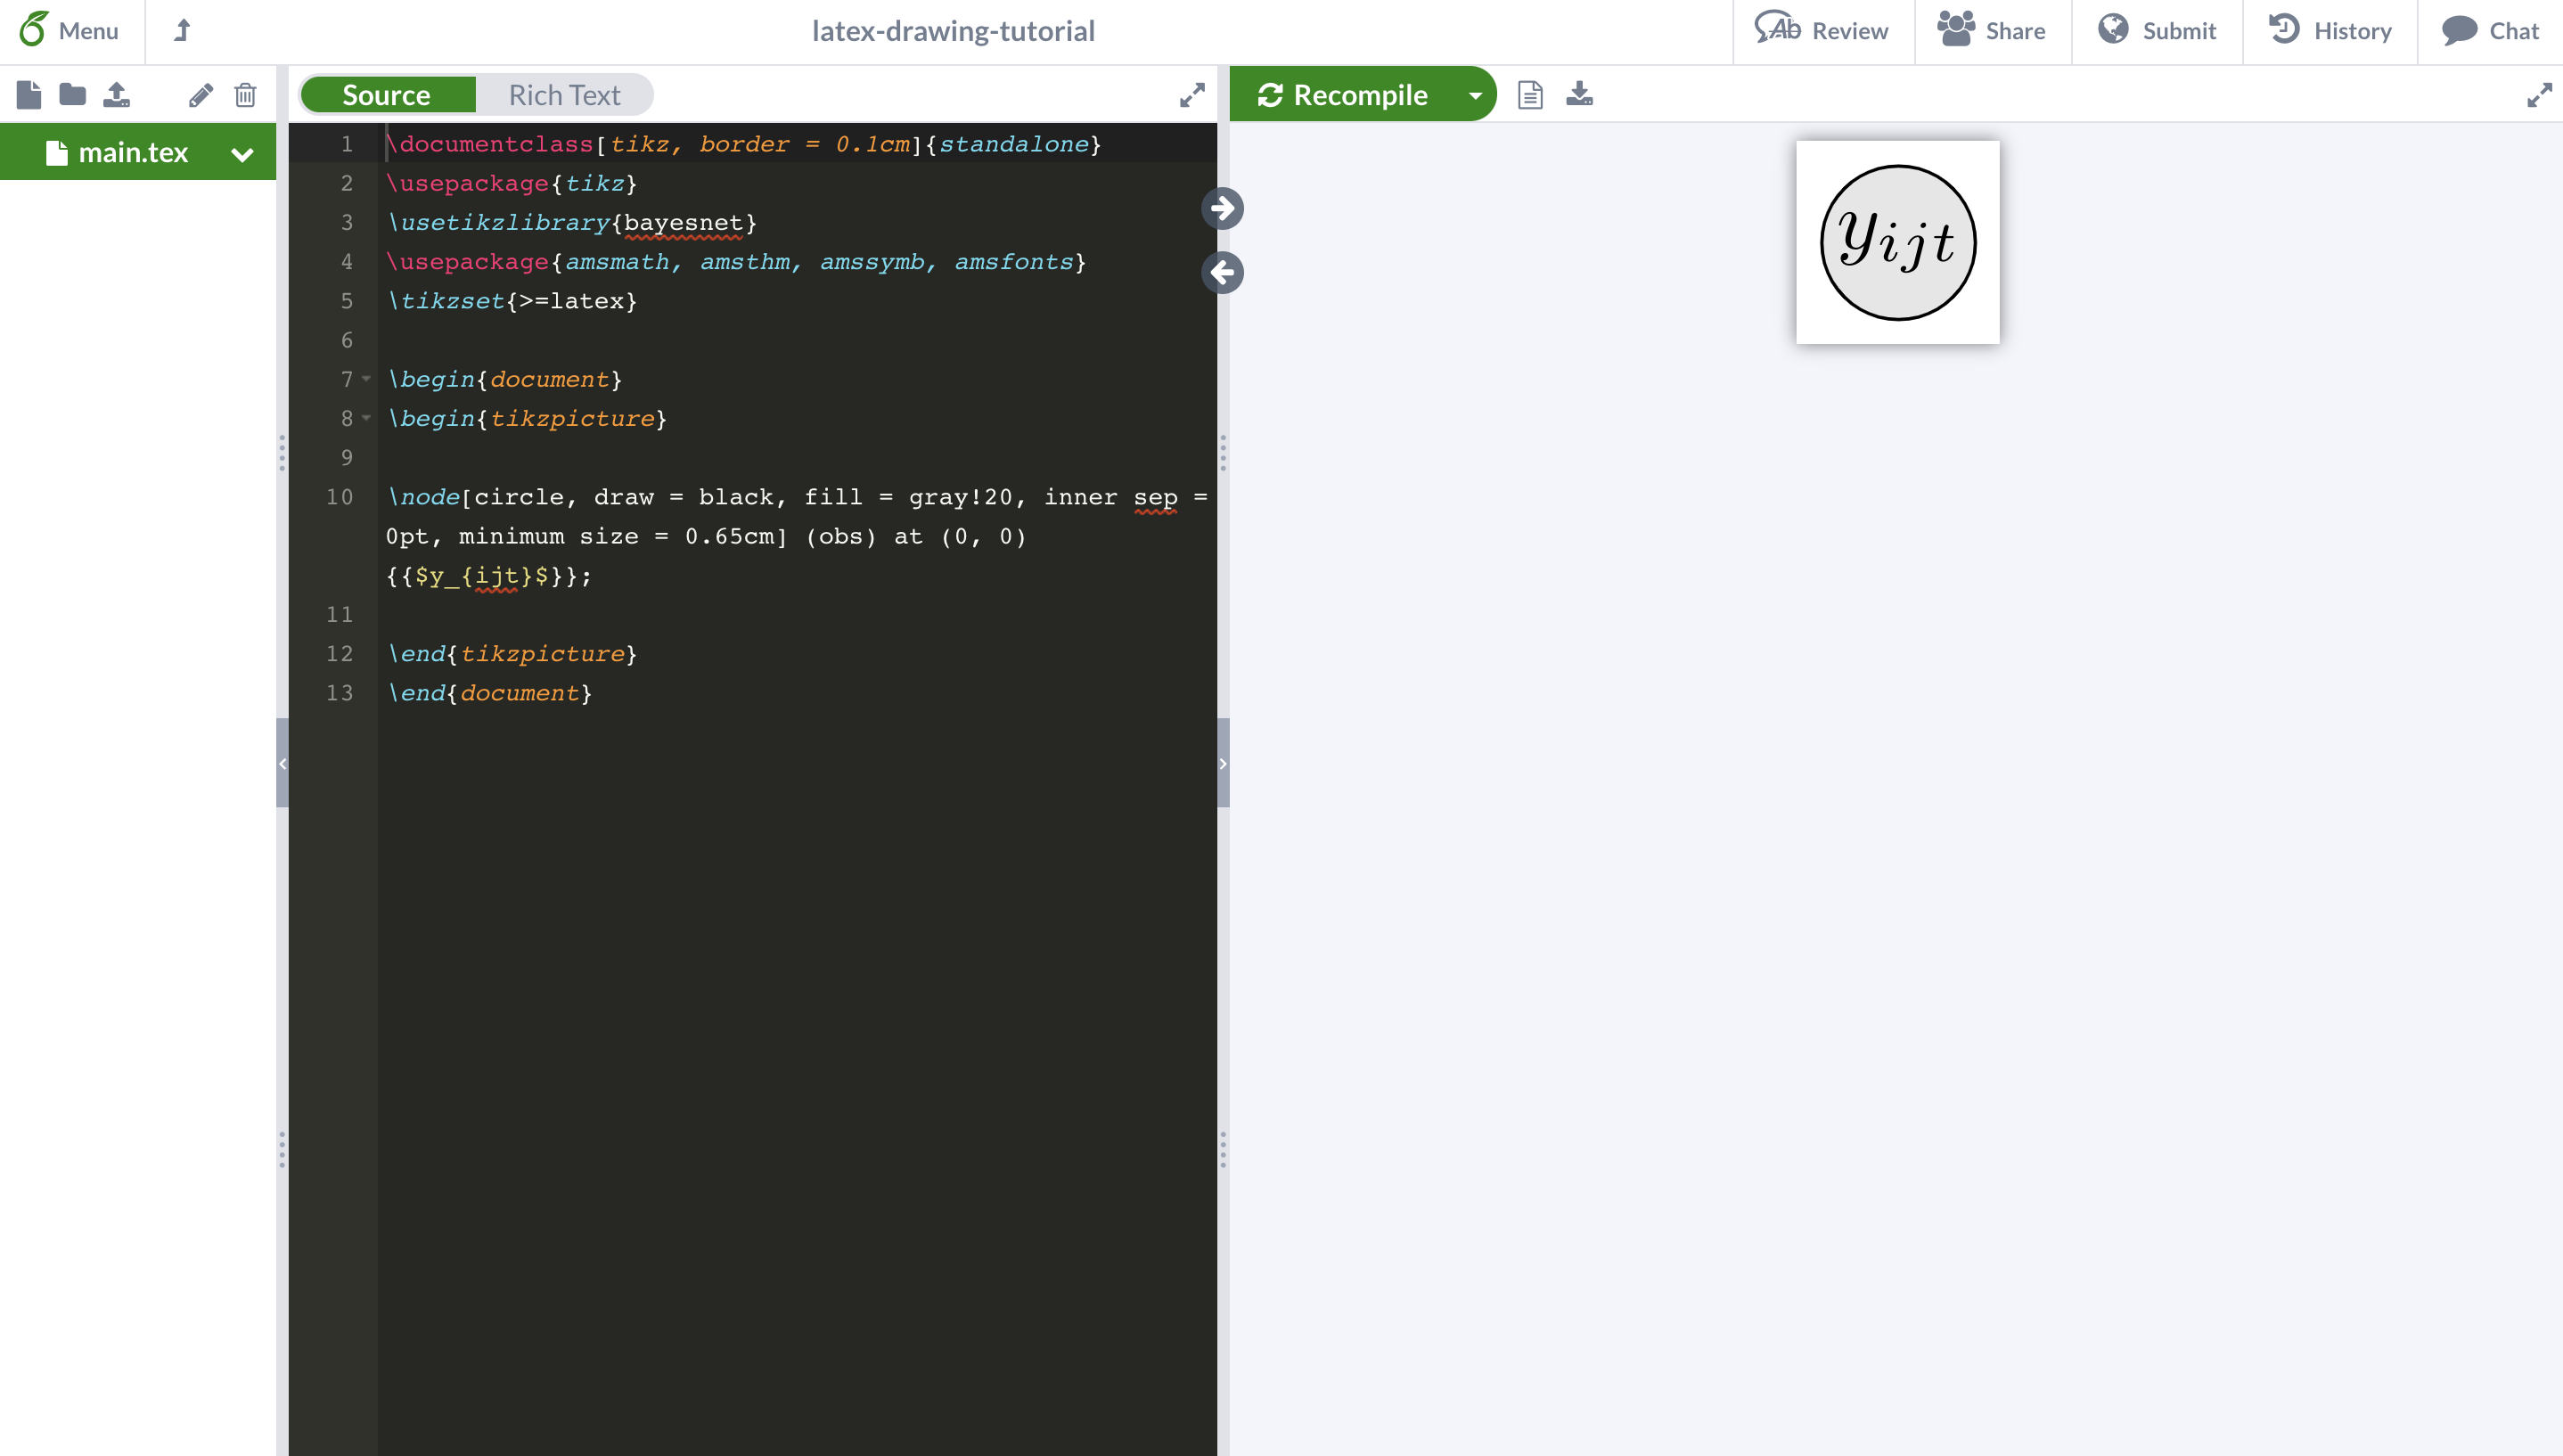 Menu
latex-drawing-tutorial
Review
Share
Submit
History
Chat
Source
Rich Text
Recompile
main.tex
1 \documentclass[tikz, border = 0.1cm]{standalone}
2 \usepackage{tikz}
3 \usetikzlibrary{bayesnet}
4 \usepackage{amsmath, amsthm, amssymb, amsfonts}
5 \tikzset{>=latex}
6
7 \begin{document}
8 \begin{tikzpicture}
9
10 \node[circle, draw = black, fill = gray!20, inner sep =
0pt, minimum size = 0.65cm] (obs) at (0, 0)
{{$y_{ijt}$}};
11
12 \end{tikzpicture}
13 \end{document}
yijt